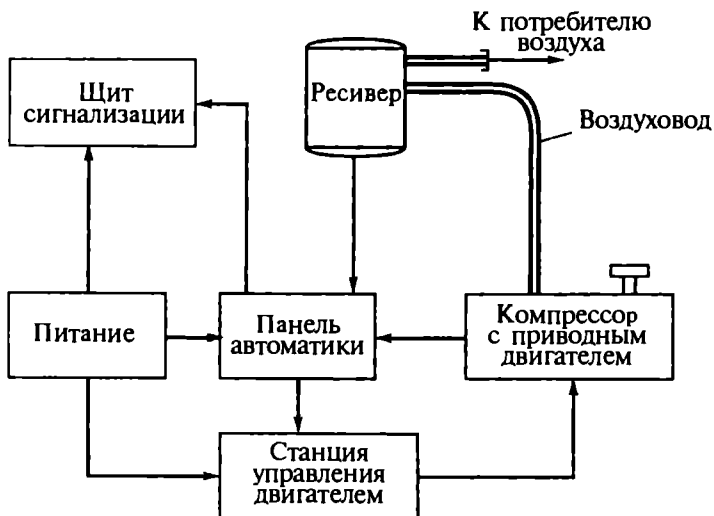 К потребителю
воздуха
Щит
сигнализации
Ресивер
Воздуховод
Питание
Панель
автоматики
Компрессор
с приводным
двигателем
Станция
управления
двигателем